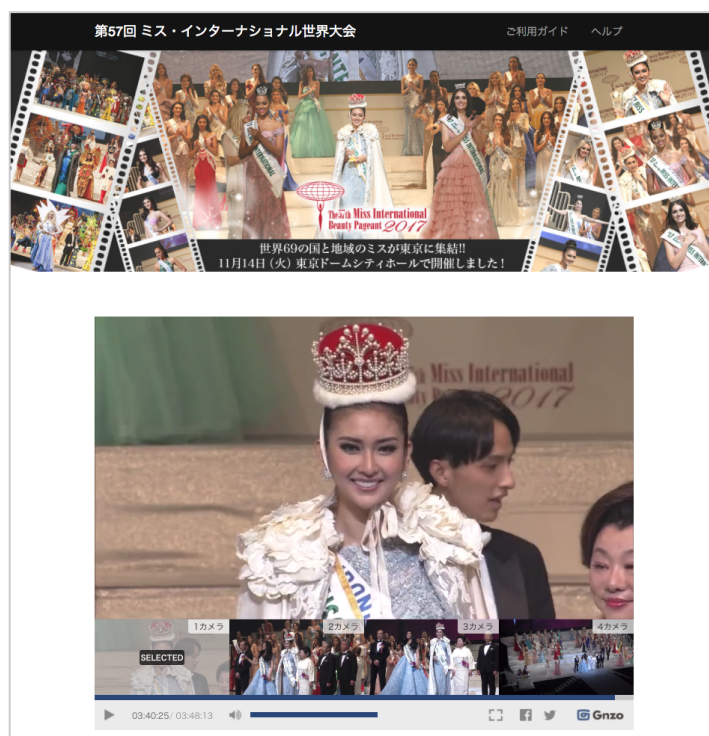 第57回 ミス・インターナショナル世界大会
ご利用ガイド ヘルプ
The 57th Miss International
Beauty Pageant 2017
世界69の国と地域のミスが東京に集結!!
11月14日（火）東京ドームシティホールで開催しました！
Miss International
Beauty Pageant
2017
1カメラ
2カメラ
3カメラ
4カメラ
SELECTED
03:40:25/ 03:48:13
Gnzo